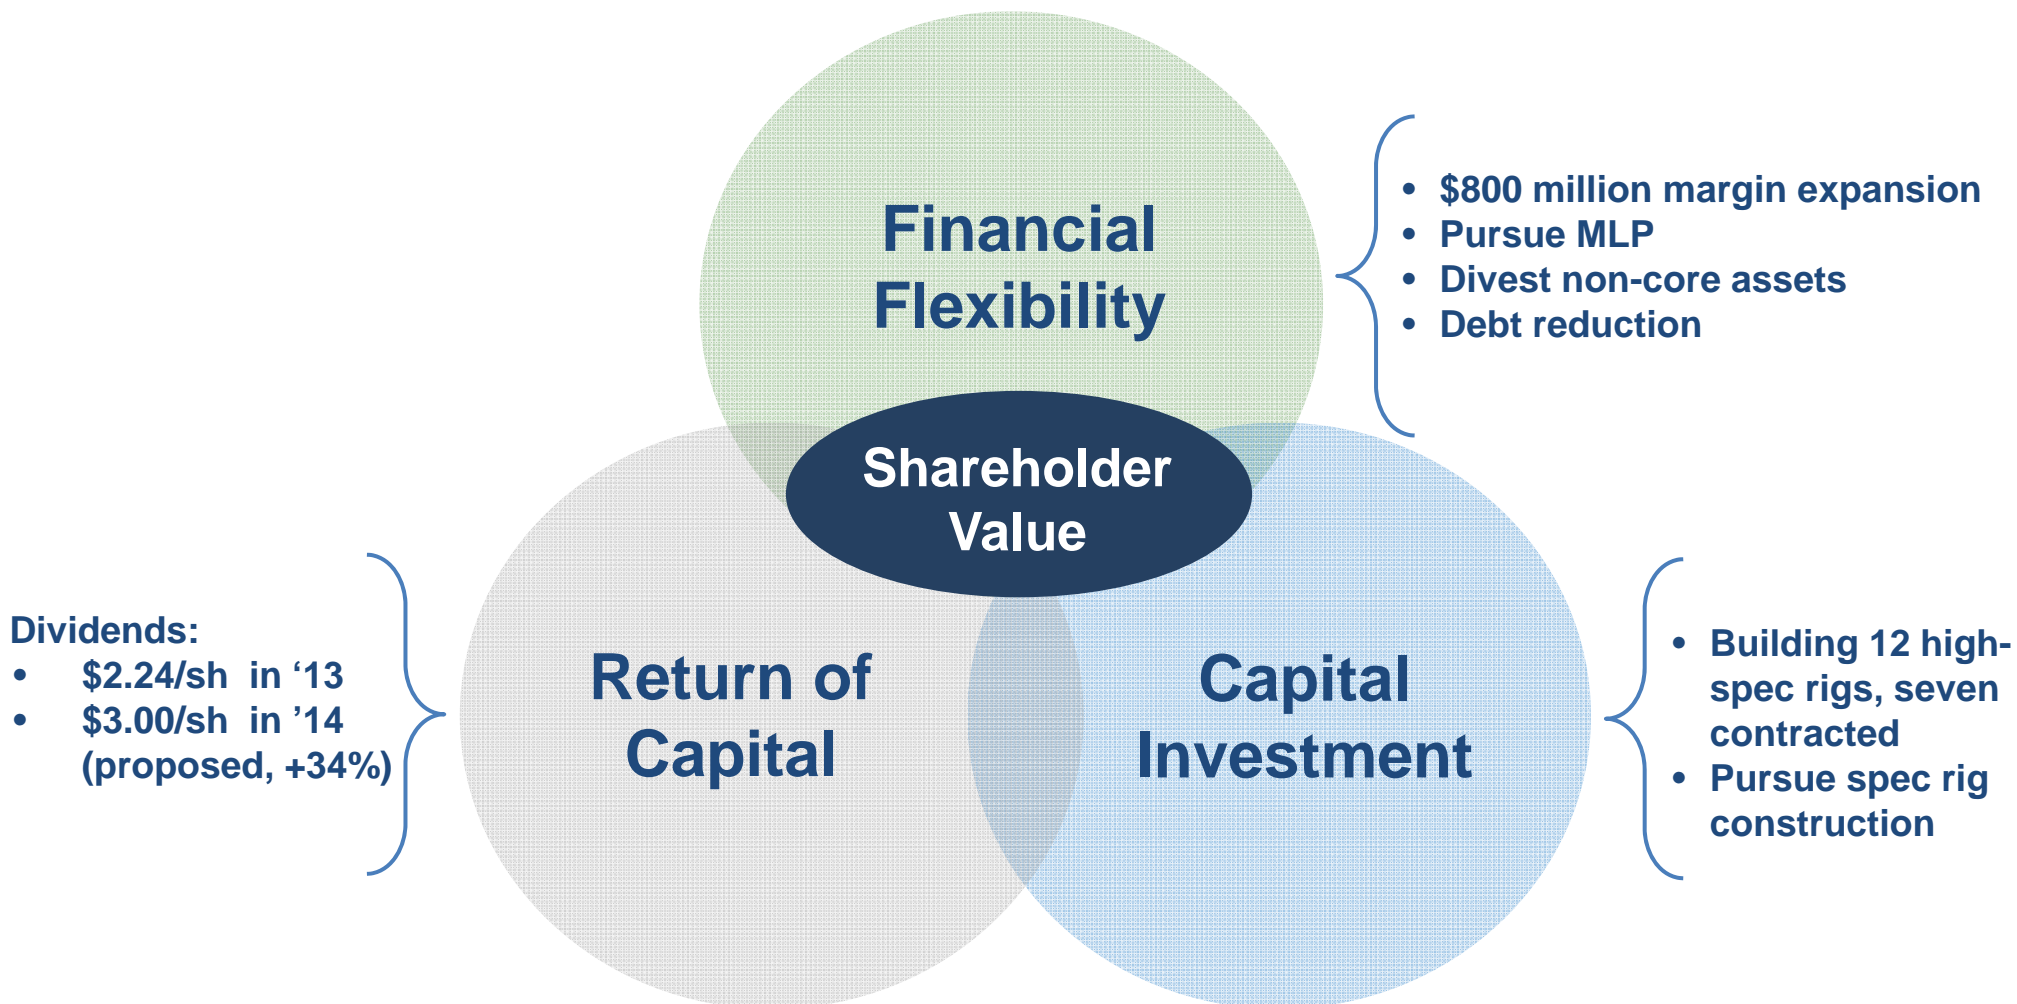 Financial
Flexibility
• $800 million margin expansion
• Pursue MLP
• Divest non-core assets
• Debt reduction
Shareholder
Value
Dividends:
• $2.24/sh  in ‘13
• $3.00/sh  in ’14
(proposed, +34%)
Return of
Capital
Capital
Investment
• Building 12 high-
spec rigs, seven
contracted
• Pursue spec rig
construction